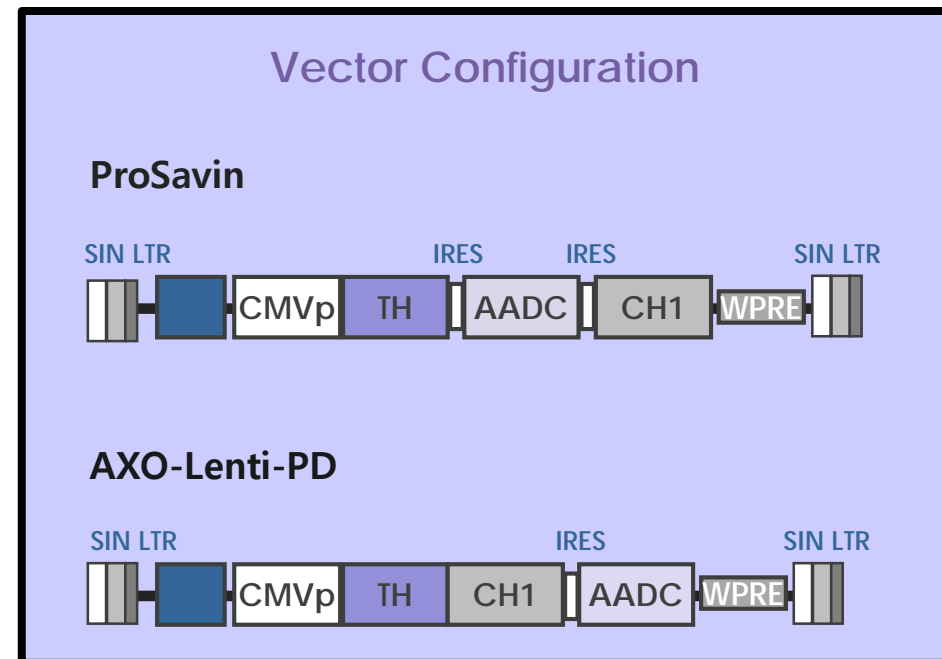 Vector Configuration
ProSavin
SIN LTR IRES IRES SIN LTR
CMVp TH AADC CH1 WPRE
AXO-Lenti-PD
SIN LTR IRES SIN LTR
CMVp TH CH1 AADC WPRE